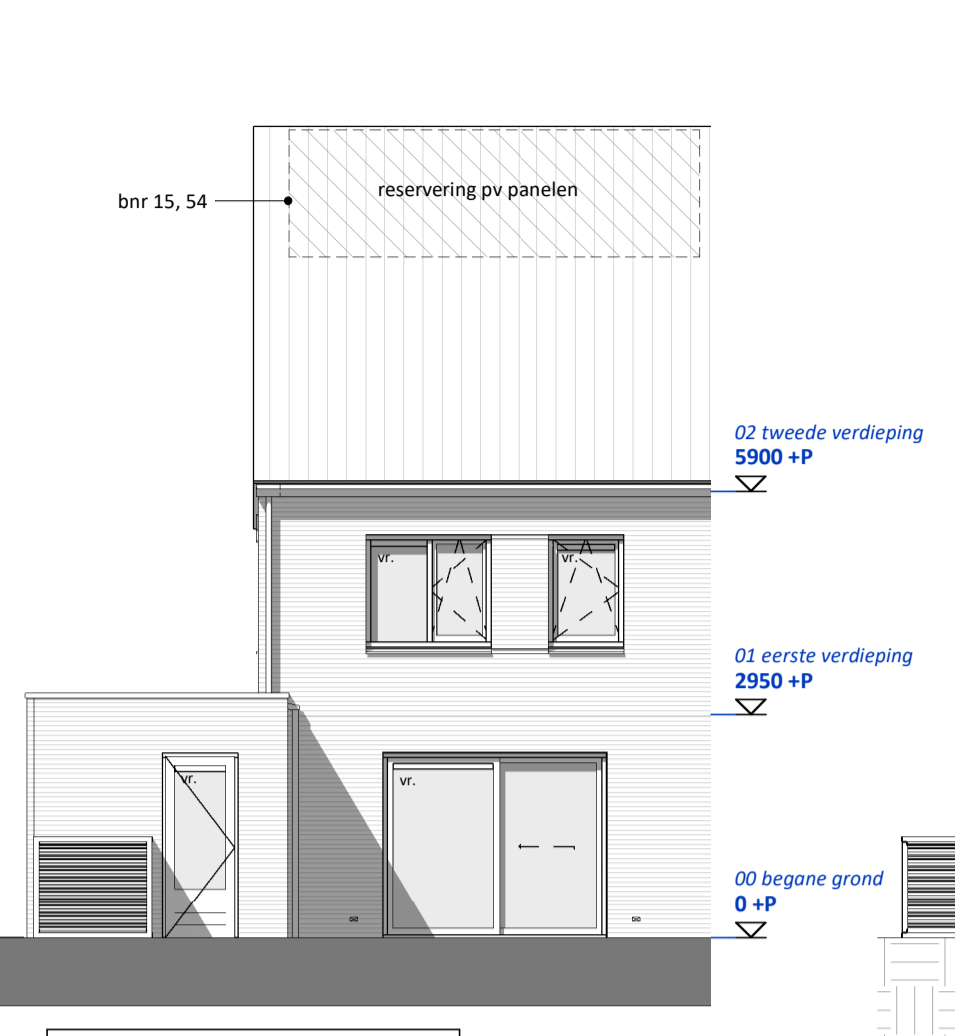 reservering pv panelen
bnr 15, 54
02 tweede verdieping
5900 +P
vr.
vr.
01 eerste verdieping
2950 +P
vr.
vr.
00 begane grond
0 +P